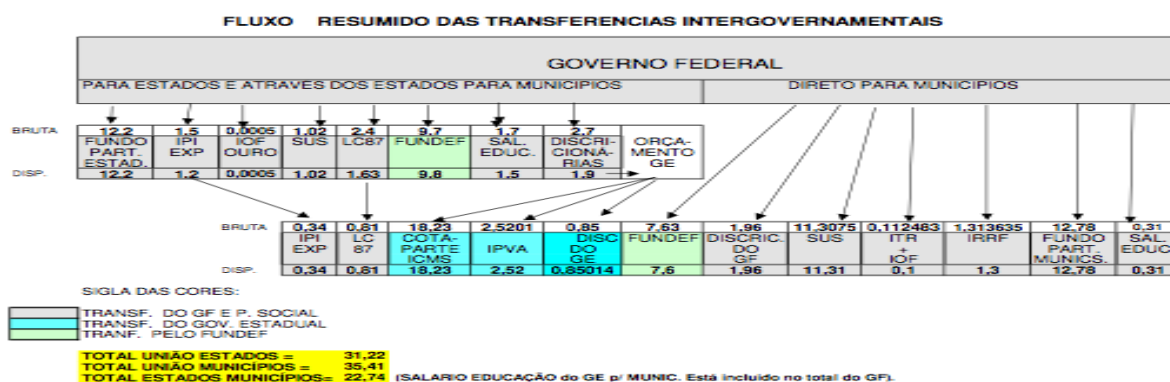 FLUXO RESUMIDO DAS TRANSFERENCIAS INTERGOVERNAMENTAIS
GOVERNO FEDERAL
PARA ESTADOS E ATRAVES DOS ESTADOS PARA MUNICIPIOS DIRETO PARA MUNICIPIOS
BRUTA 12.2 1.5 0,0005 1,02 2.4 9.7 1.7 2.7
FUNDO IPI IOF SUS LC87 FUNDEF SAL. DISCRI- ORÇA-
PART. EXP OURO EDUC. CIONÁ- MENTO
ESTAD. RIAS GE
DISP. 12.2 1.2 0,0005 1,02 1,63 9.8 1.5 1.9
BRUTA 0,34 0,81 18,23 2,5201 0,85 7,63 1,96 11,3075 0,112483 1,313635 12,78 0,31
IPI LC COTA- IPVA DISC FUNDEF DISCRIC. SUS ITR IRRF FUNDO SAL.
EXP 87 PARTE DO DO + PART. EDUC
ICMS GE GF IOF MUNICS.
DISP. 0,34 0,81 18,23 2,52 0,85014 7,6 1,96 11,31 0,1 1,3 12,78 0,31
SIGLA DAS CORES:
TRANSF. DO GF E P. SOCIAL
TRANSF. DO GOV. ESTADUAL
TRANF. PELO FUNDEF
TOTAL UNIÃO ESTADOS = 31,22
TOTAL UNIÃO MUNICÍPIOS = 35,41
TOTAL ESTADOS MUNICÍPIOS= 22,74 (SALARIO EDUCAÇÃO do GE p/ MUNIC. Está incluído no total do GF).